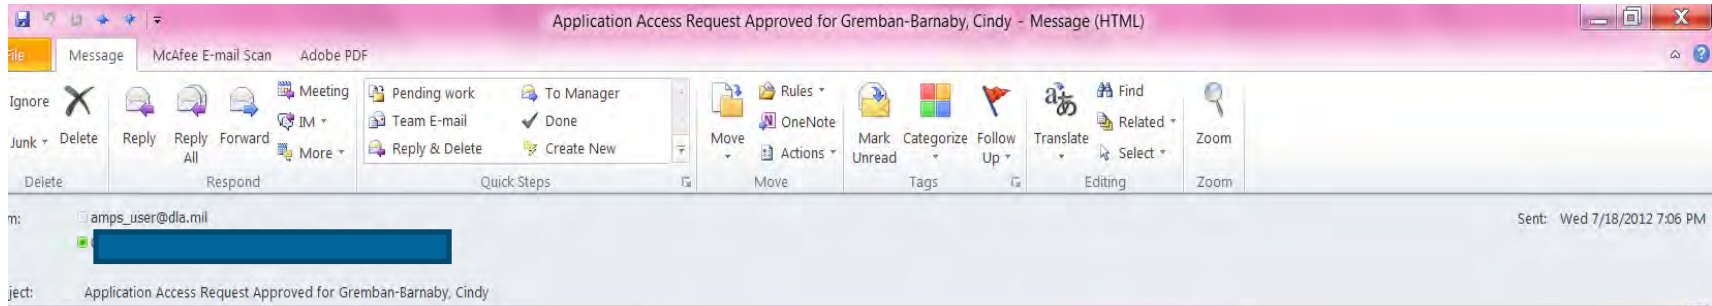 Application Access Request Approved for Gremban-Barnaby, Cindy - Message (HTML)
File Message McAfee E-mail Scan Adobe PDF
Ignore
Junk
Delete
Delete
Reply
Reply All
Forward
Meeting
IM
More
Respond
Pending work To Manager
Team E-mail Done
Reply & Delete Create New
Quick Steps
Move
Rules
OneNote
Actions
Move
Mark Unread
Categorize
Follow Up
Tags
Translate
Find
Related
Select
Editing
Zoom
Zoom
m: amps_user@dla.mil Sent: Wed 7/18/2012 7:06 PM
ject: Application Access Request Approved for Gremban-Barnaby, Cindy